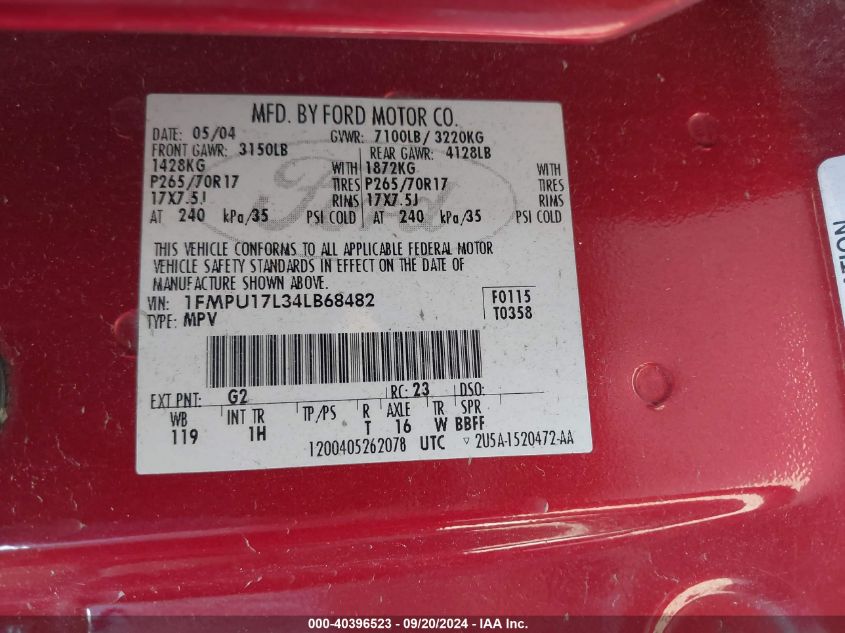 MFD. BY FORD MOTOR CO.
DATE: 05/04 GVWR: 7100LB/ 3220KG
FRONT GAWR: 3150LB REAR GAWR: 4128LB
1428KG WITH 1872KG WITH
P265/70R17 TIRES P265/70R17 TIRES
17X7.5J RIMS 17X7.5J RIMS
AT 240 kPa/35 PSI COLD AT 240 kPa/35 PSI COLD
Ford
THIS VEHICLE CONFORMS TO ALL APPLICABLE FEDERAL MOTOR
VEHICLE SAFETY STANDARDS IN EFFECT ON THE DATE OF
MANUFACTURE SHOWN ABOVE.
VIN: 1FMPU17L34LB68482 F0115
TYPE: MPV T0358
EXT PNT: G2 RC: 23 DSO:
WB INT TR TP/PS R AXLE TR SPR
119 1H T 16 W BBFF
1200405262078 UTC ▽ 2U5A-1520472-AA
ATION
000-40396523 - 09/20/2024 - U.S. - IAAI, Inc.